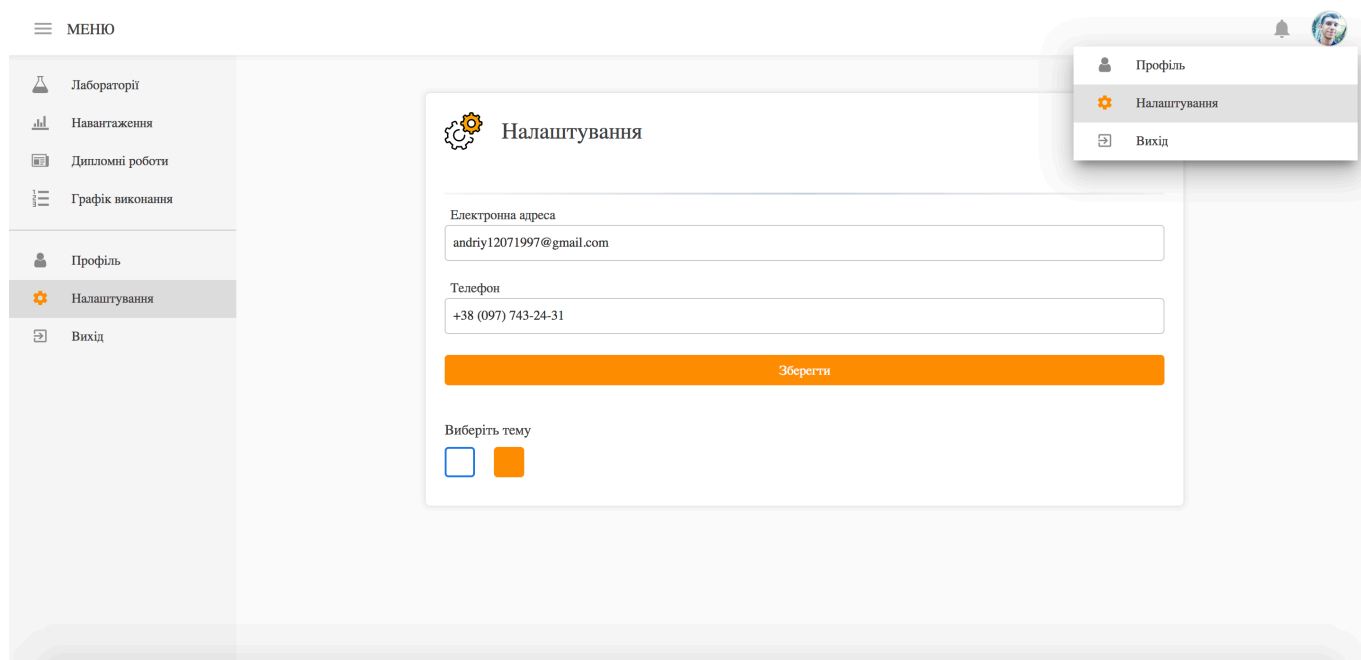 МЕНЮ
Лабораторії
Навантаження
Дипломні роботи
Графік виконання
Профіль
Налаштування
Вихід
Налаштування
Електронна адреса
andriy12071997@gmail.com
Телефон
+38 (097) 743-24-31
Зберегти
Виберіть тему
Профіль
Налаштування
Вихід